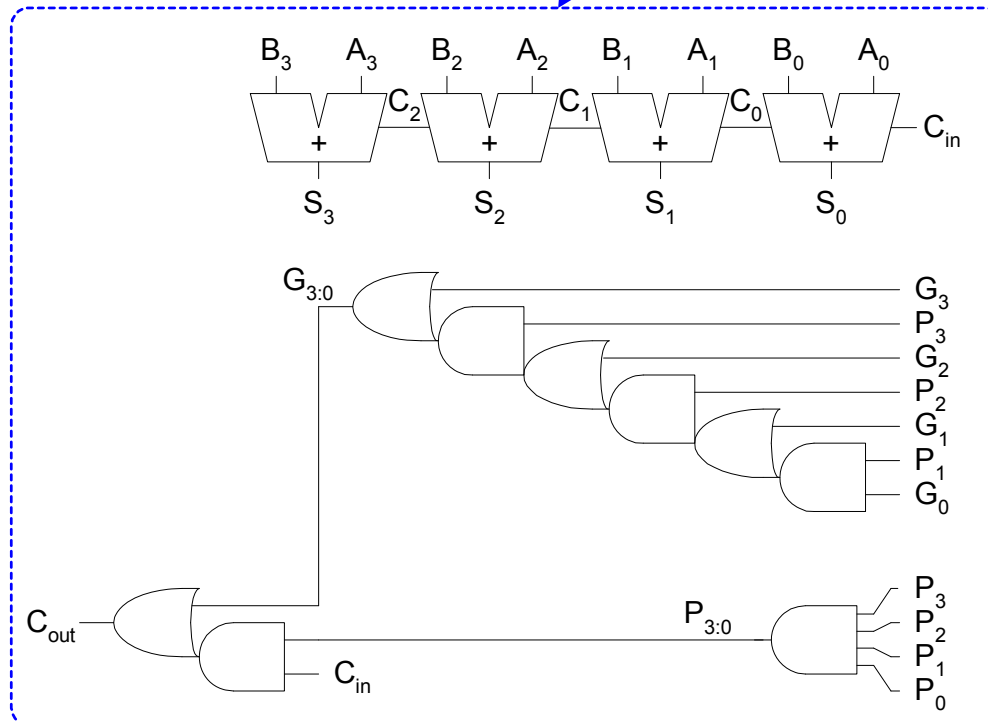 B3 A3 B2 A2 B1 A1 B0 A0
C2 C1 C0 Cin
+ + + +
S3 S2 S1 S0
G3:0
G3
P3
G2
P2
G1
P1
G0
Cout
Cin
P3:0
P3
P2
P1
P0